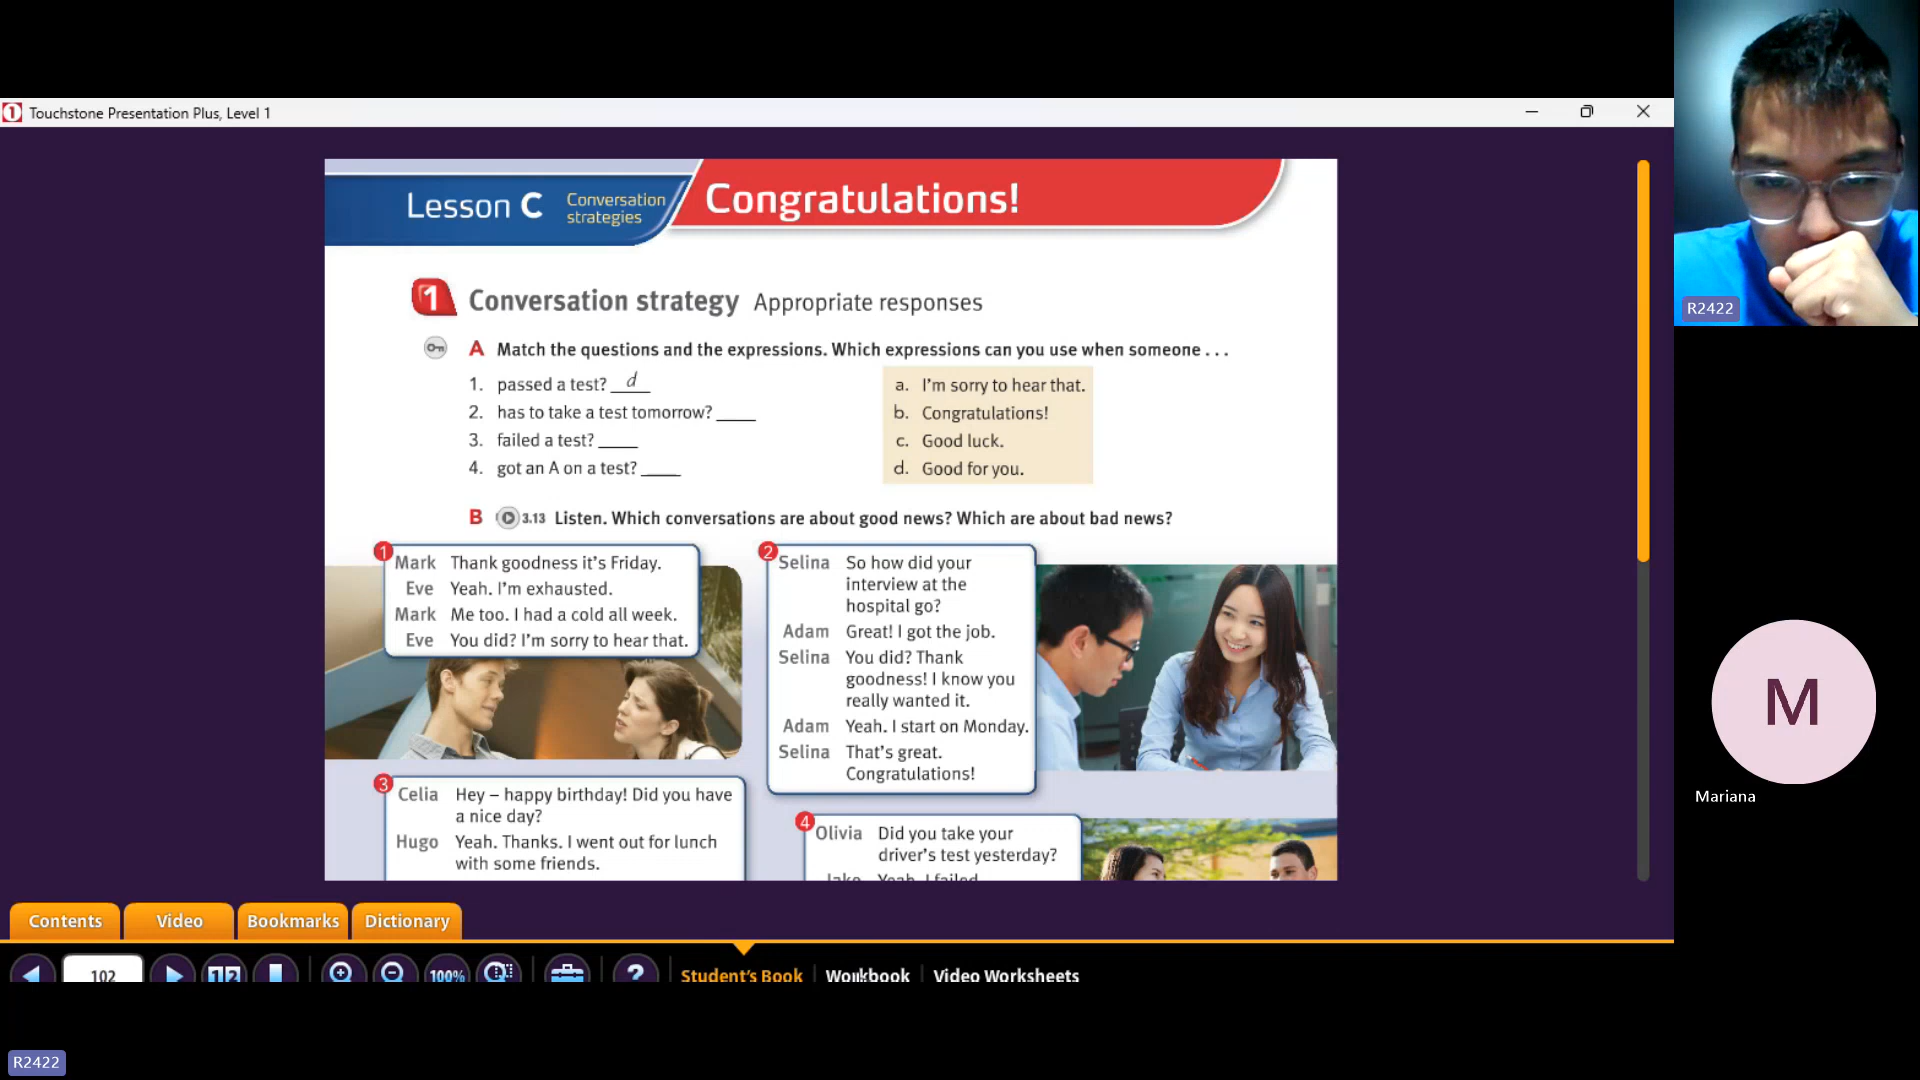 Touchstone Presentation Plus, Level 1
Lesson C Conversation strategies
Congratulations!
1 Conversation strategy Appropriate responses
A Match the questions and the expressions. Which expressions can you use when someone . . .
1. passed a test? d
2. has to take a test tomorrow? ____
3. failed a test? ____
4. got an A on a test? ____
a. I'm sorry to hear that.
b. Congratulations!
c. Good luck.
d. Good for you.
B 3.13 Listen. Which conversations are about good news? Which are about bad news?
1
Mark Thank goodness it's Friday.
Eve Yeah. I'm exhausted.
Mark Me too. I had a cold all week.
Eve You did? I'm sorry to hear that.
2
Selina So how did your
interview at the
hospital go?
Adam Great! I got the job.
Selina You did? Thank
goodness! I know you
really wanted it.
Adam Yeah. I start on Monday.
Selina That's great.
Congratulations!
3
Celia Hey – happy birthday! Did you have
a nice day?
Hugo Yeah. Thanks. I went out for lunch
with some friends.
4
Olivia Did you take your
driver's test yesterday?
Jake Yeah. I failed.
Contents Video Bookmarks Dictionary
102 12 100% ? Student's Book Workbook Video Worksheets
R2422
M
Mariana
R2422